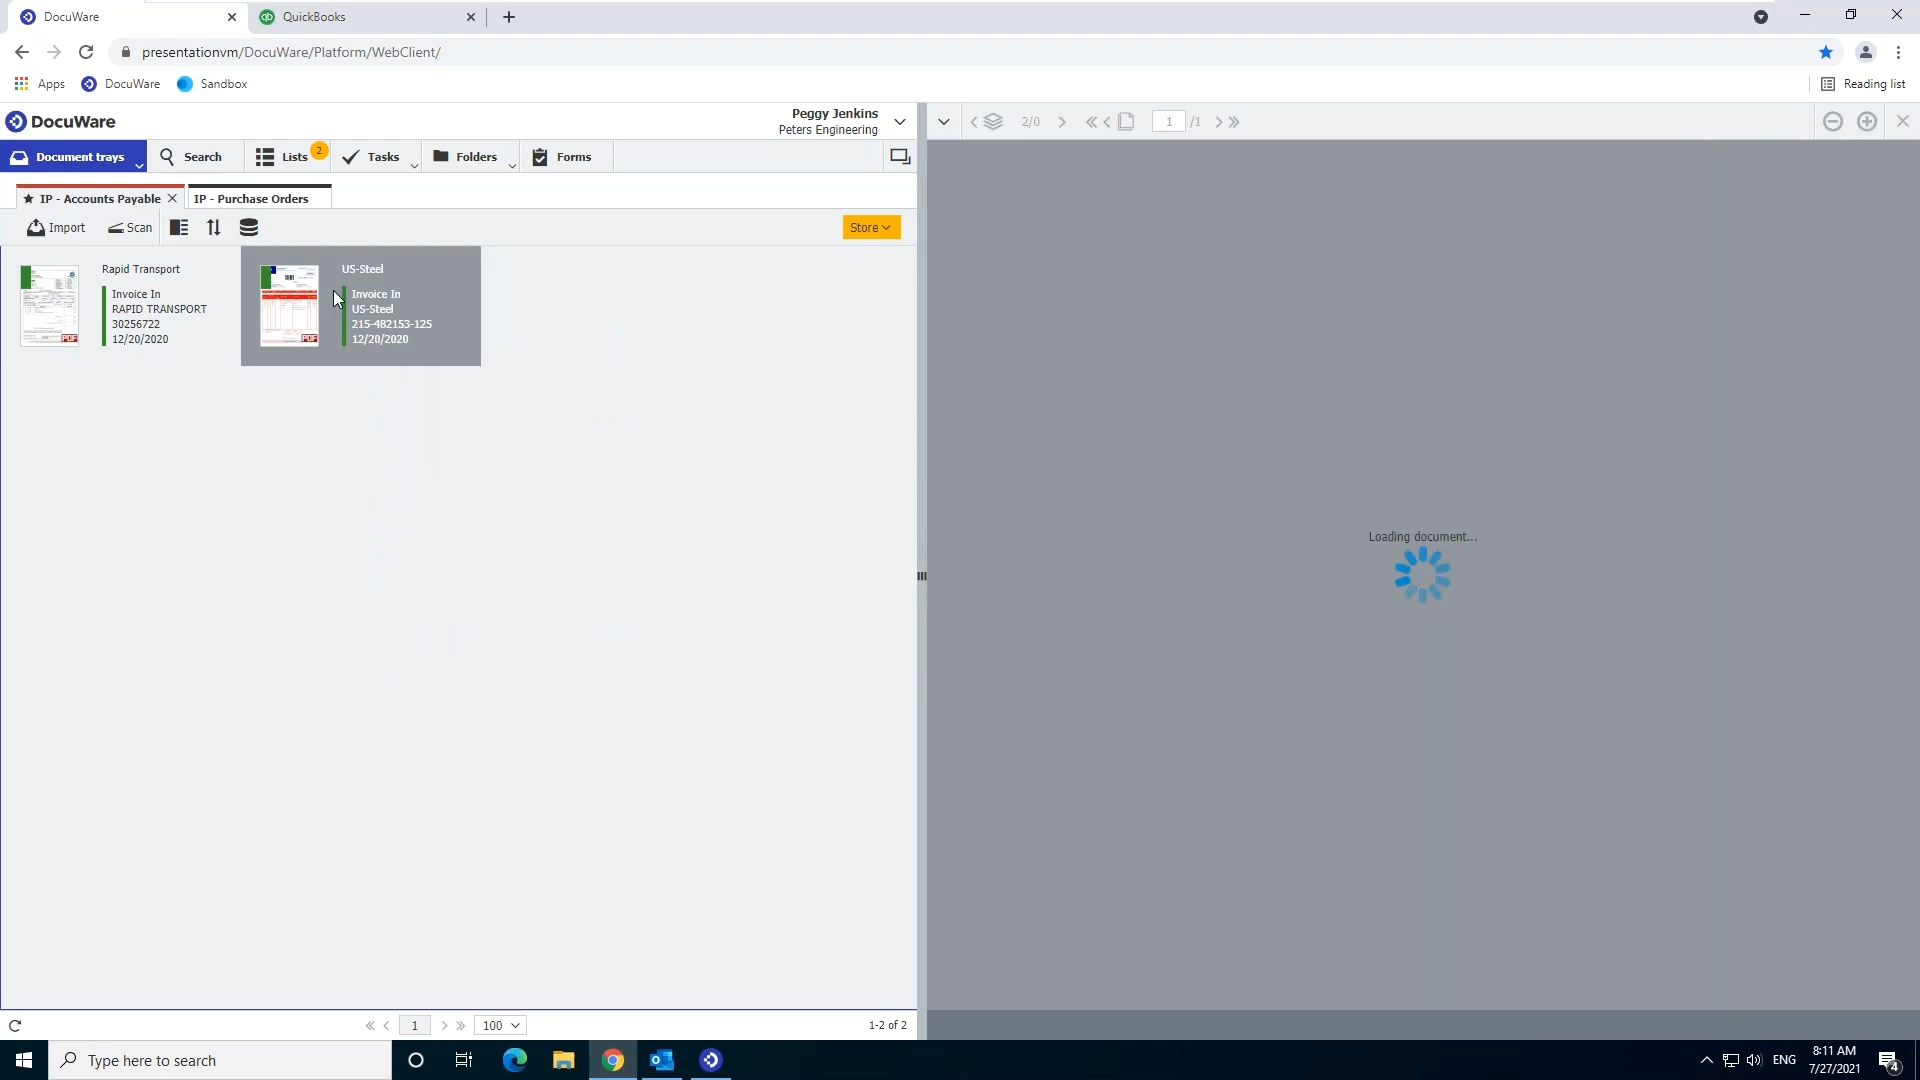 DocuWare
QuickBooks
presentationvm/DocuWare/Platform/WebClient/
Apps
DocuWare
Sandbox
Reading list
DocuWare
Peggy Jenkins
Peters Engineering
2/0
1
/1
Document trays
Search
Lists
2
Tasks
Folders
Forms
IP - Accounts Payable
IP - Purchase Orders
Import
Scan
Store
Rapid Transport
Invoice In
RAPID TRANSPORT
30256722
12/20/2020
PDF
US-Steel
Invoice In
US-Steel
215-482153-125
12/20/2020
PDF
Loading document...
1
100
1-2 of 2
Type here to search
ENG
8:11 AM
7/27/2021
4